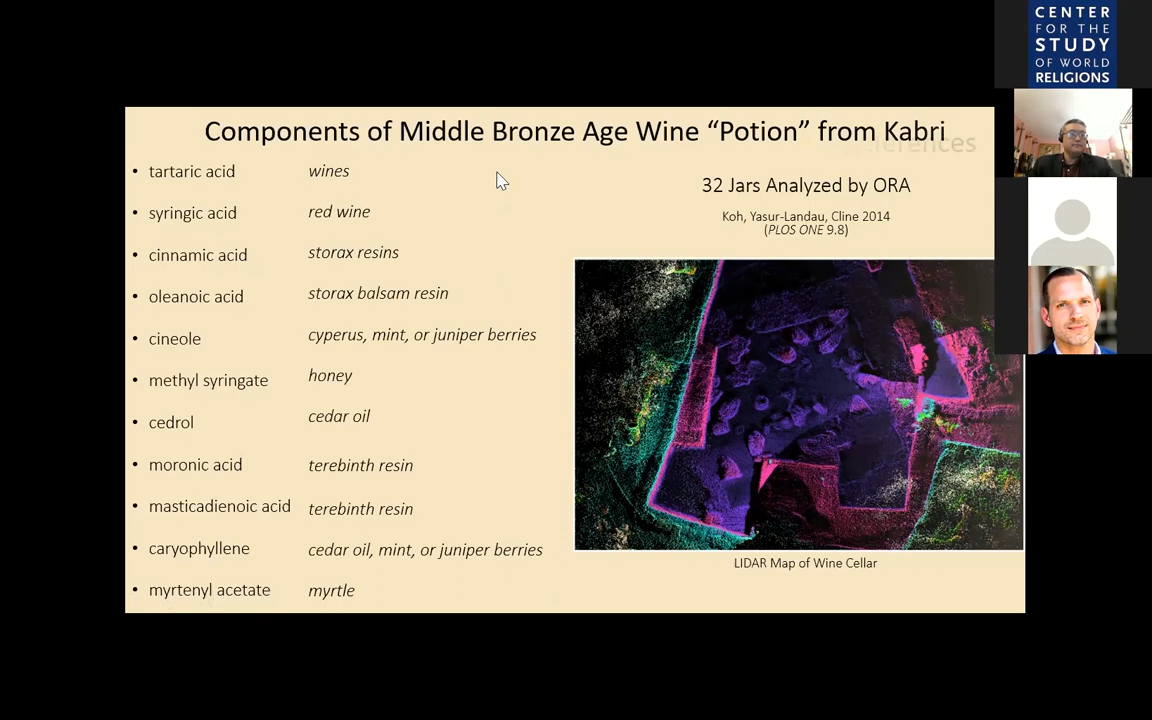 CENTER
FOR THE
STUDY
OF WORLD
RELIGIONS
Components of Middle Bronze Age Wine “Potion” from Kabri
• tartaric acid wines
• syringic acid red wine
• cinnamic acid storax resins
• oleanoic acid storax balsam resin
• cineole cyperus, mint, or juniper berries
• methyl syringate honey
• cedrol cedar oil
• moronic acid terebinth resin
• masticadienoic acid terebinth resin
• caryophyllene cedar oil, mint, or juniper berries
• myrtenyl acetate myrtle
32 Jars Analyzed by ORA
Koh, Yasur-Landau, Cline 2014
(PLOS ONE 9.8)
LIDAR Map of Wine Cellar